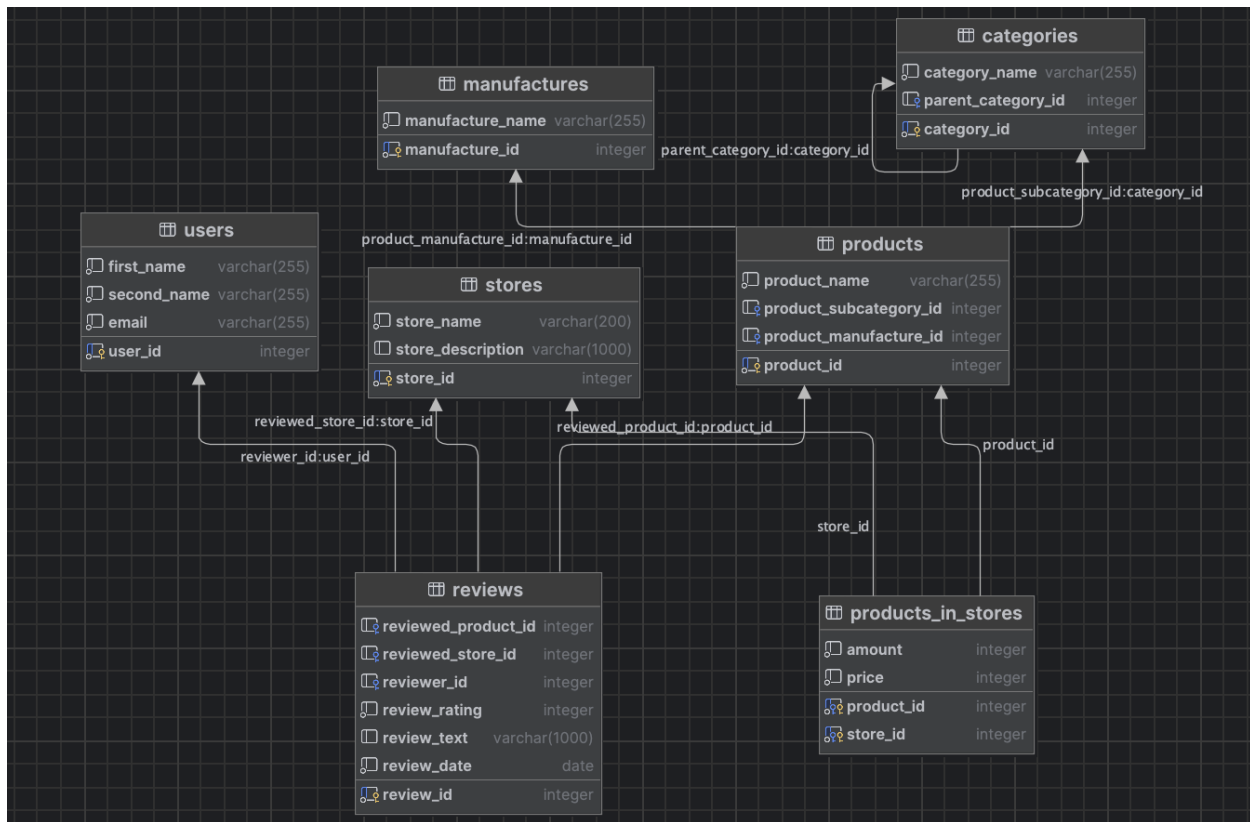 categories
category_name varchar(255)
parent_category_id integer
category_id integer
manufactures
manufacture_name varchar(255)
manufacture_id integer
parent_category_id:category_id
product_subcategory_id:category_id
product_manufacture_id:manufacture_id
users
first_name varchar(255)
second_name varchar(255)
email varchar(255)
user_id integer
stores
store_name varchar(200)
store_description varchar(1000)
store_id integer
products
product_name varchar(255)
product_subcategory_id integer
product_manufacture_id integer
product_id integer
reviewed_store_id:store_id
reviewed_product_id:product_id
reviewer_id:user_id
product_id
store_id
reviews
reviewed_product_id integer
reviewed_store_id integer
reviewer_id integer
review_rating integer
review_text varchar(1000)
review_date date
review_id integer
products_in_stores
amount integer
price integer
product_id integer
store_id integer